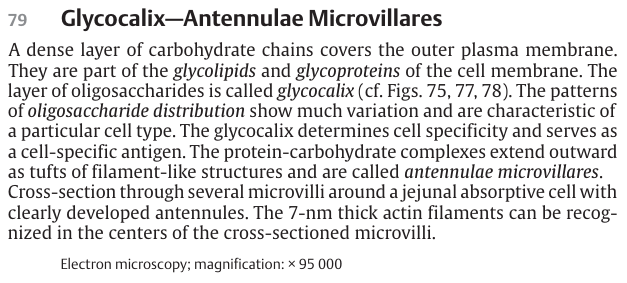 79 Glycocalix—Antennulae Microvillares
A dense layer of carbohydrate chains covers the outer plasma membrane.
They are part of the glycolipids and glycoproteins of the cell membrane. The
layer of oligosaccharides is called glycocalix (cf. Figs. 75, 77, 78). The patterns
of oligosaccharide distribution show much variation and are characteristic of
a particular cell type. The glycocalix determines cell specificity and serves as
a cell-specific antigen. The protein-carbohydrate complexes extend outward
as tufts of filament-like structures and are called antennulae microvillares.
Cross-section through several microvilli around a jejunal absorptive cell with
clearly developed antennules. The 7-nm thick actin filaments can be recog-
nized in the centers of the cross-sectioned microvilli.
Electron microscopy; magnification: × 95 000